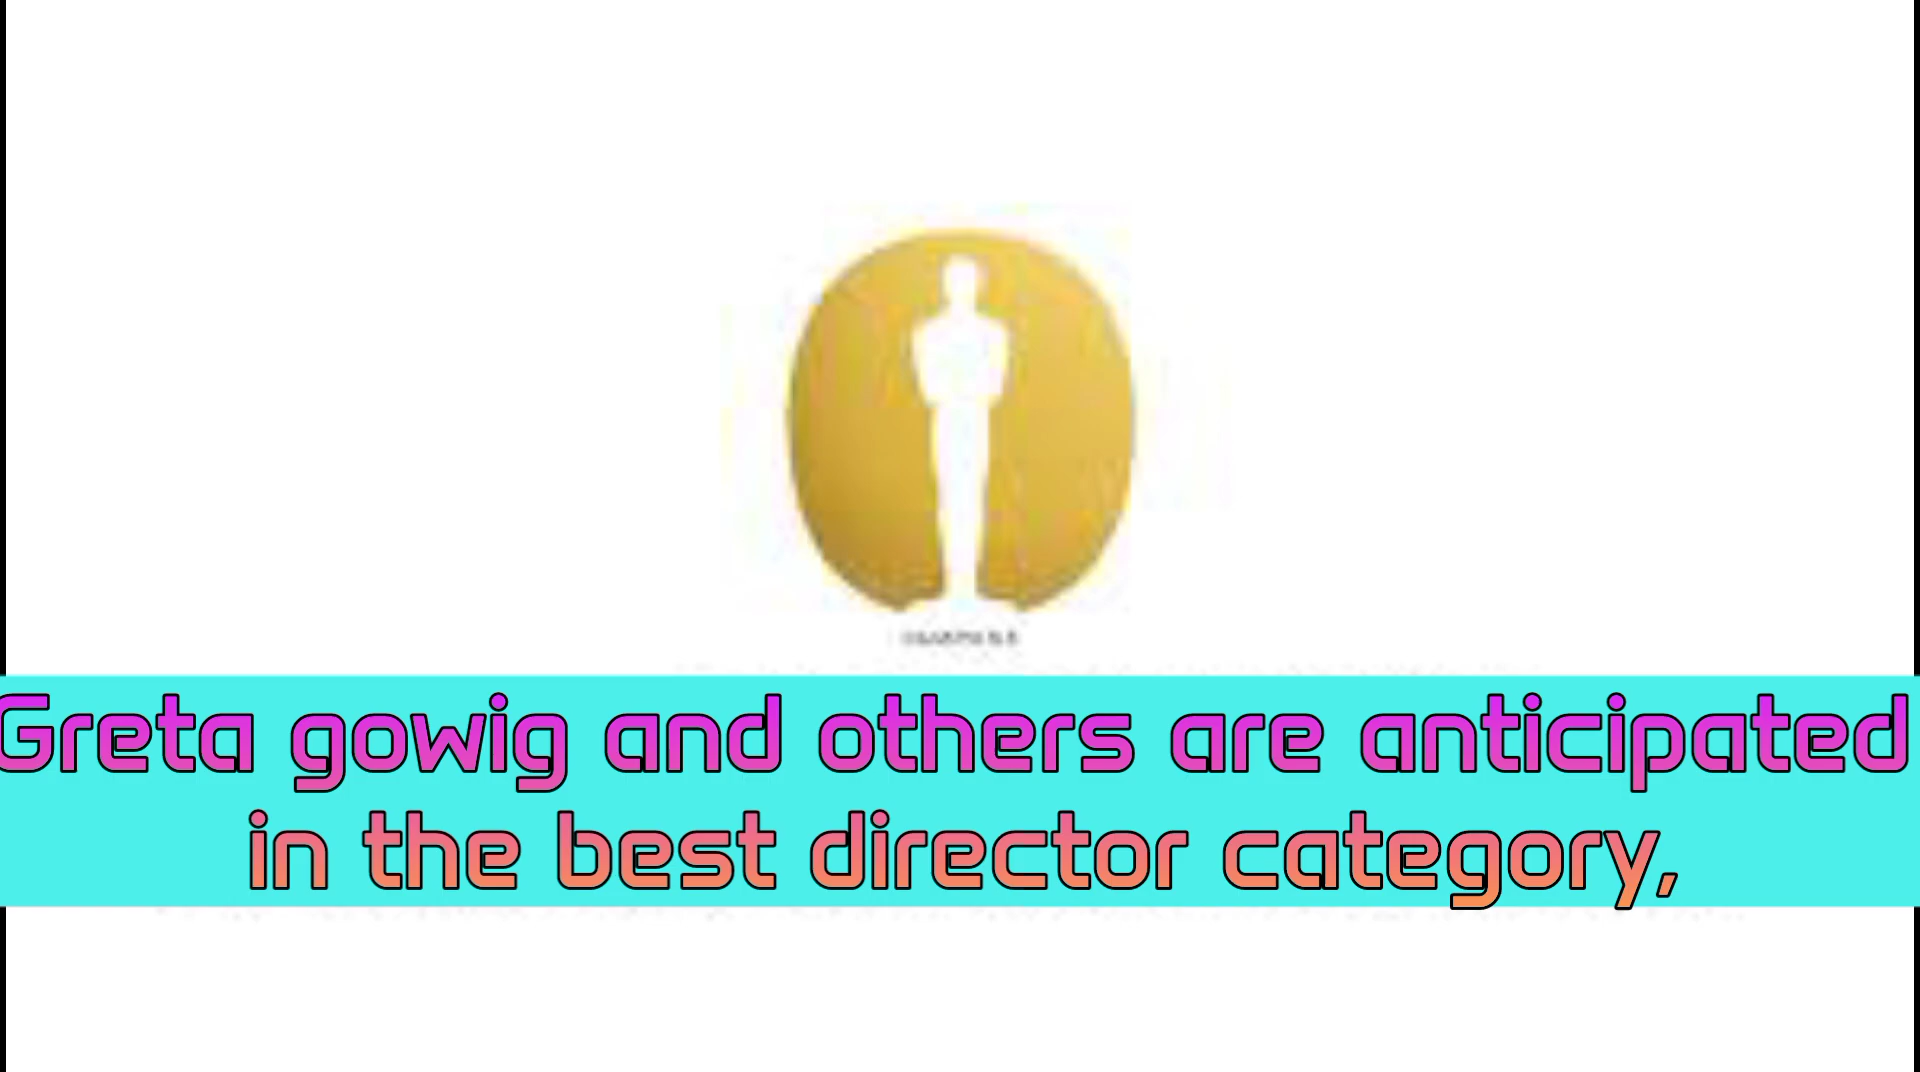 Greta gowig and others are anticipated
in the best director category,